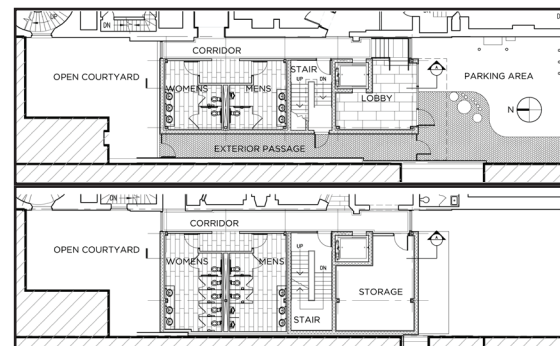 UP
DN
CORRIDOR
OPEN COURTYARD
STAIR
PARKING AREA
WOMENS
MENS
UP
DN
LOBBY
N
EXTERIOR PASSAGE
DN
CORRIDOR
OPEN COURTYARD
UP
WOMENS
MENS
DN
STORAGE
STAIR